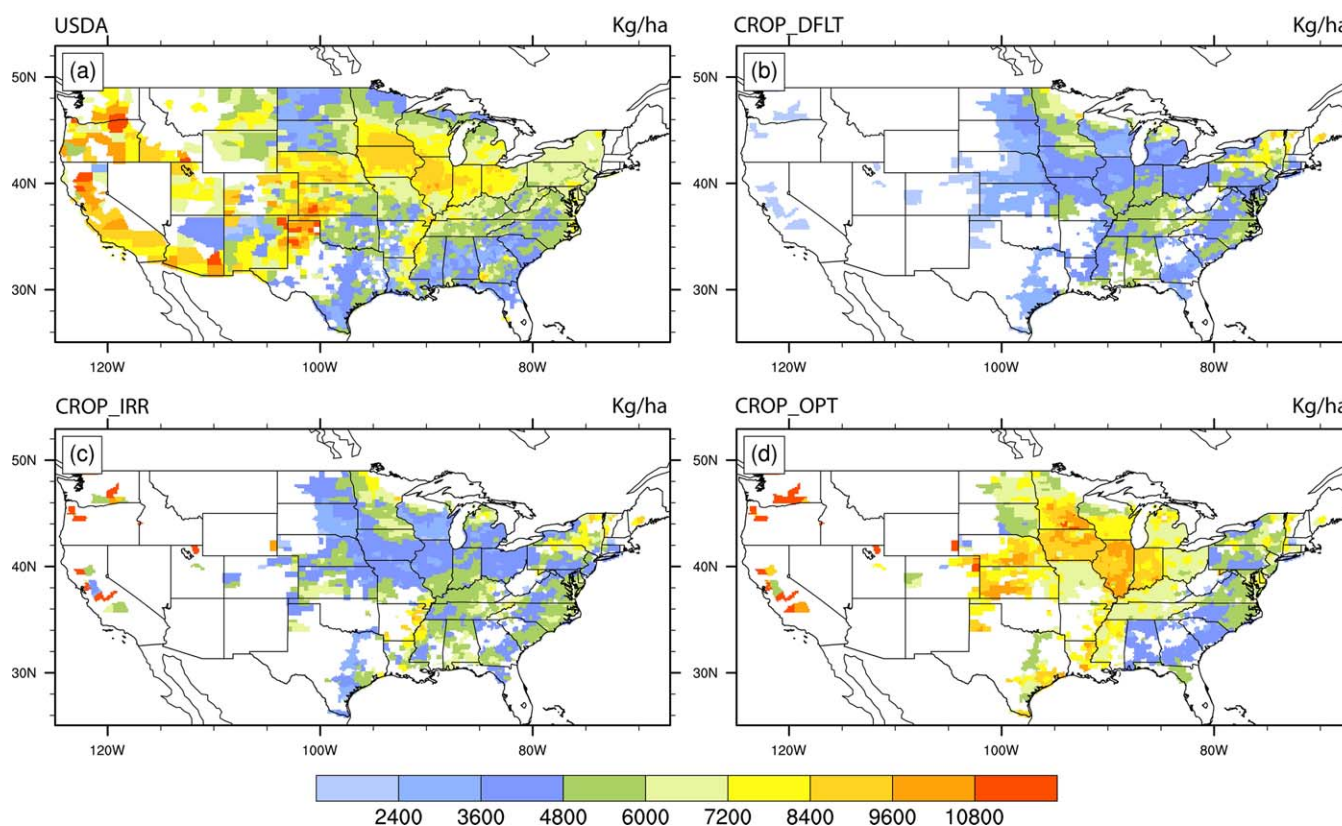 USDA Kg/ha CROP_DFLT Kg/ha
(a) (b)
50N 50N
40N 40N
30N 30N
120W 100W 80W 120W 100W 80W
CROP_IRR Kg/ha CROP_OPT Kg/ha
(c) (d)
50N 50N
40N 40N
30N 30N
120W 100W 80W 120W 100W 80W
2400 3600 4800 6000 7200 8400 9600 10800